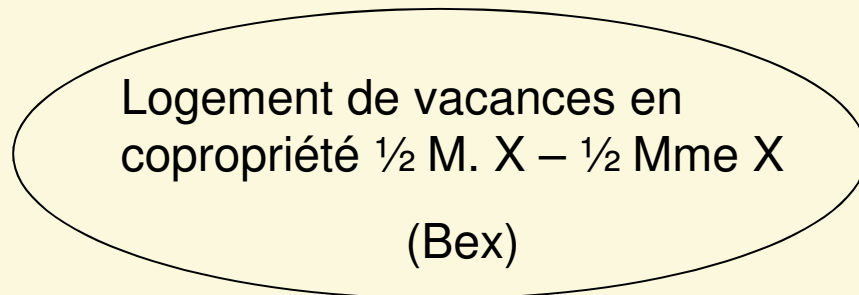 Logement de vacances en
copropriété ½ M. X – ½ Mme X
(Bex)